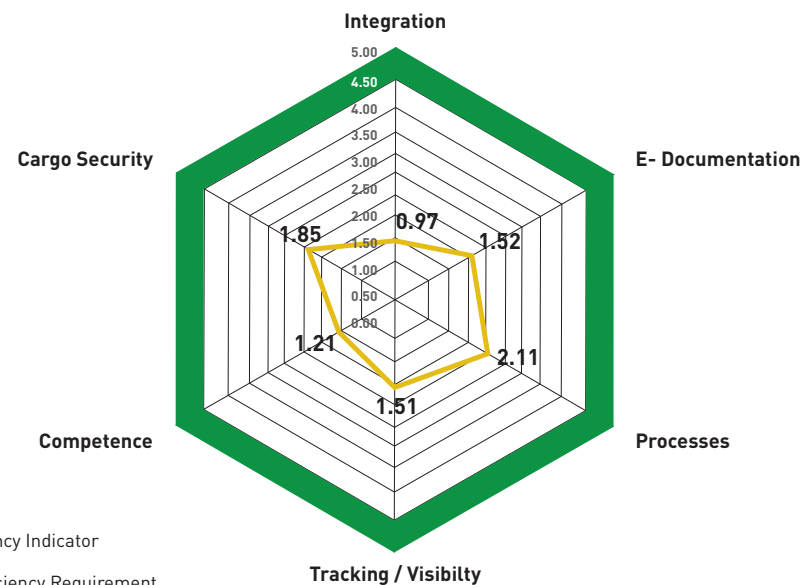 Integration
5.00
4.50
4.00
3.50
3.00
2.50
2.00
1.50
1.00
0.50
0.00
Cargo Security
E- Documentation
0.97
1.85
1.52
1.21
2.11
1.51
Competence
Processes
Indicator
Tracking / Visibilty
Requirement